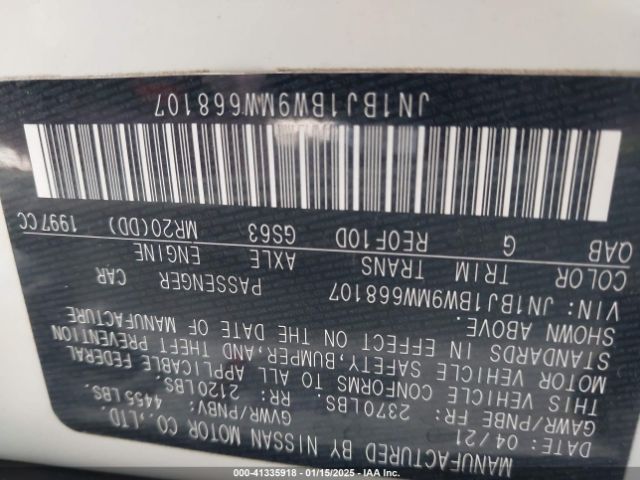 MANUFACTURED BY NISSAN MOTOR CO.,LTD.
DATE: 04/21 GVWR/PNBV: 4455 LBS.
GAWR/PNBE FR: 2370LBS. RR: 2120LBS.
THIS VEHICLE CONFORMS TO ALL APPLICABLE FEDERAL
MOTOR VEHICLE SAFETY,BUMPER,AND THEFT PREVENTION
STANDARDS IN EFFECT ON THE DATE OF MANUFACTURE
SHOWN ABOVE.
VIN: JN1BJ1BW9MW668107 PASSENGER CAR
COLOR TRIM TRANS AXLE ENGINE
QAB G RE0F10D GS63 MR20(DD) 1997CC
JN1BJ1BW9MW668107
000-41335918 - 01/15/2025 - IAA Inc.